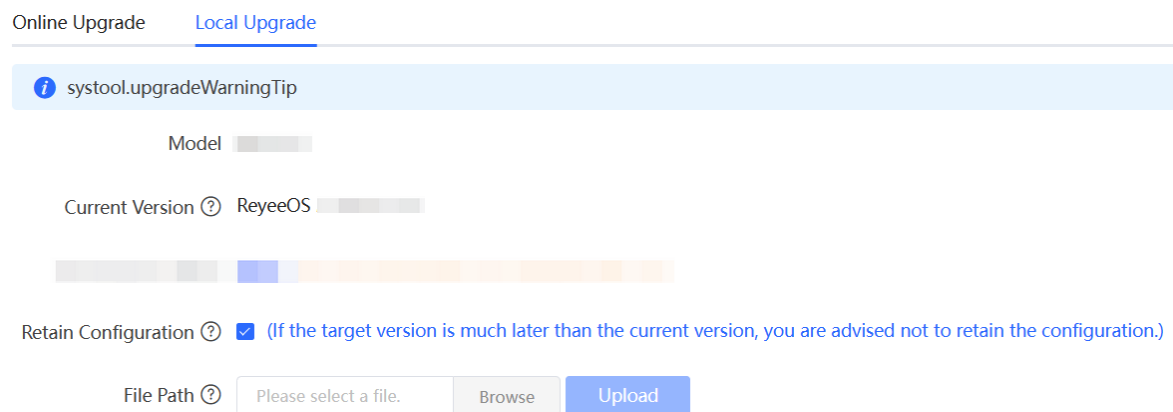 Online Upgrade Local Upgrade
systool.upgradeWarningTip
Model
Current Version ? ReyeeOS
Retain Configuration ? (If the target version is much later than the current version, you are advised not to retain the configuration.)
File Path ? Please select a file. Browse Upload